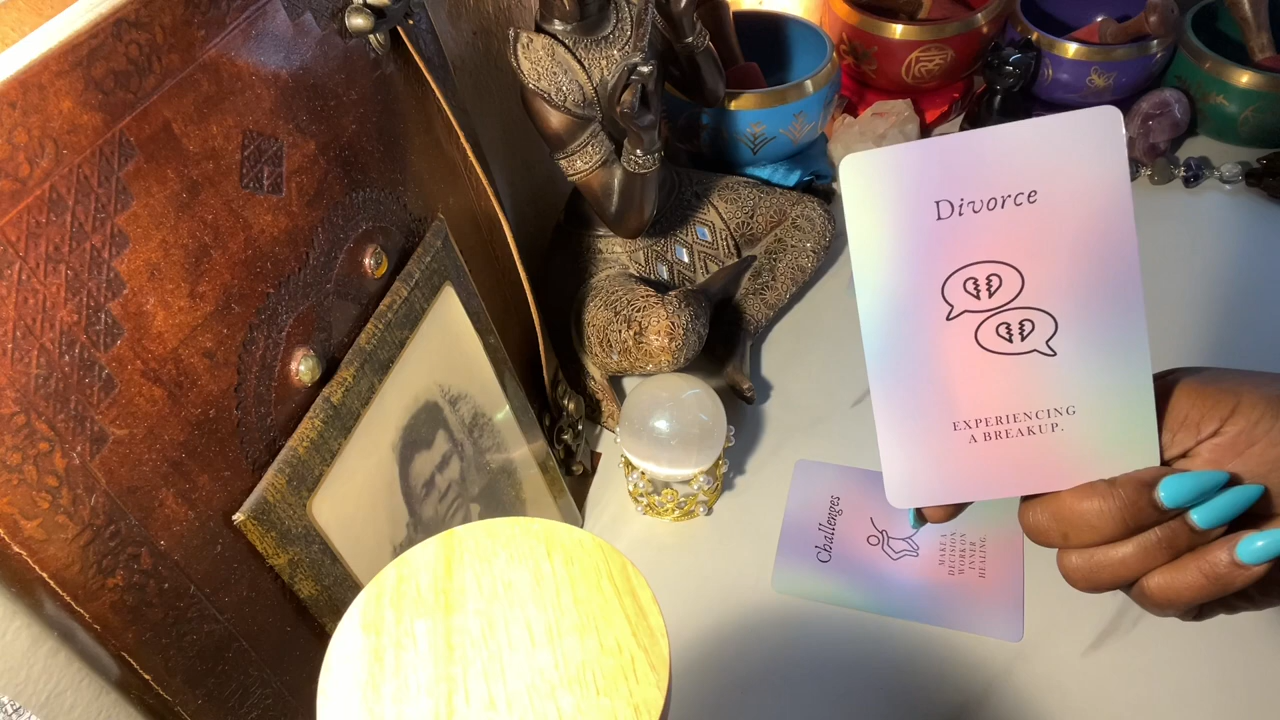 Divorce
EXPERIENCING
A BREAKUP.
Challenges
MAKE A
DECISION
WORK ON
INNER
HEALING.